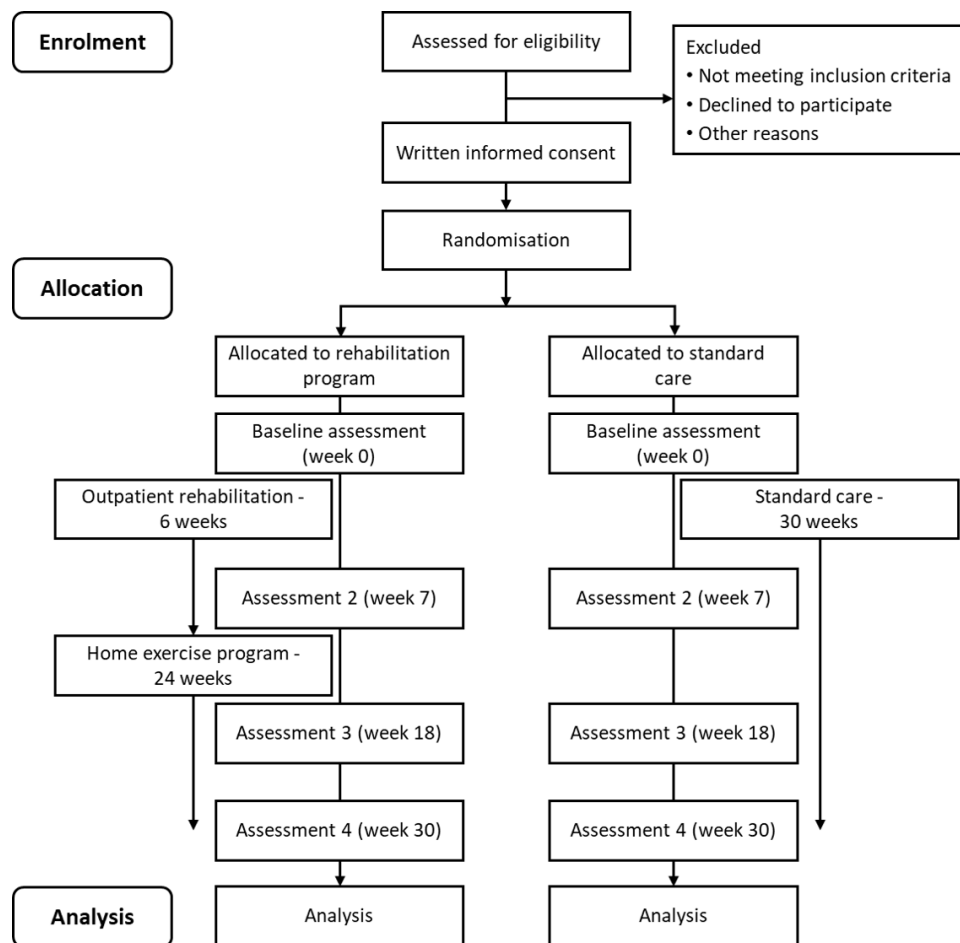 Enrolment
Assessed for eligibility
Excluded
• Not meeting inclusion criteria
• Declined to participate
• Other reasons
Written informed consent
Randomisation
Allocation
Allocated to rehabilitation
program
Allocated to standard
care
Baseline assessment
(week 0)
Baseline assessment
(week 0)
Outpatient rehabilitation -
6 weeks
Standard care -
30 weeks
Assessment 2 (week 7)
Assessment 2 (week 7)
Home exercise program -
24 weeks
Assessment 3 (week 18)
Assessment 3 (week 18)
Assessment 4 (week 30)
Assessment 4 (week 30)
Analysis
Analysis
Analysis